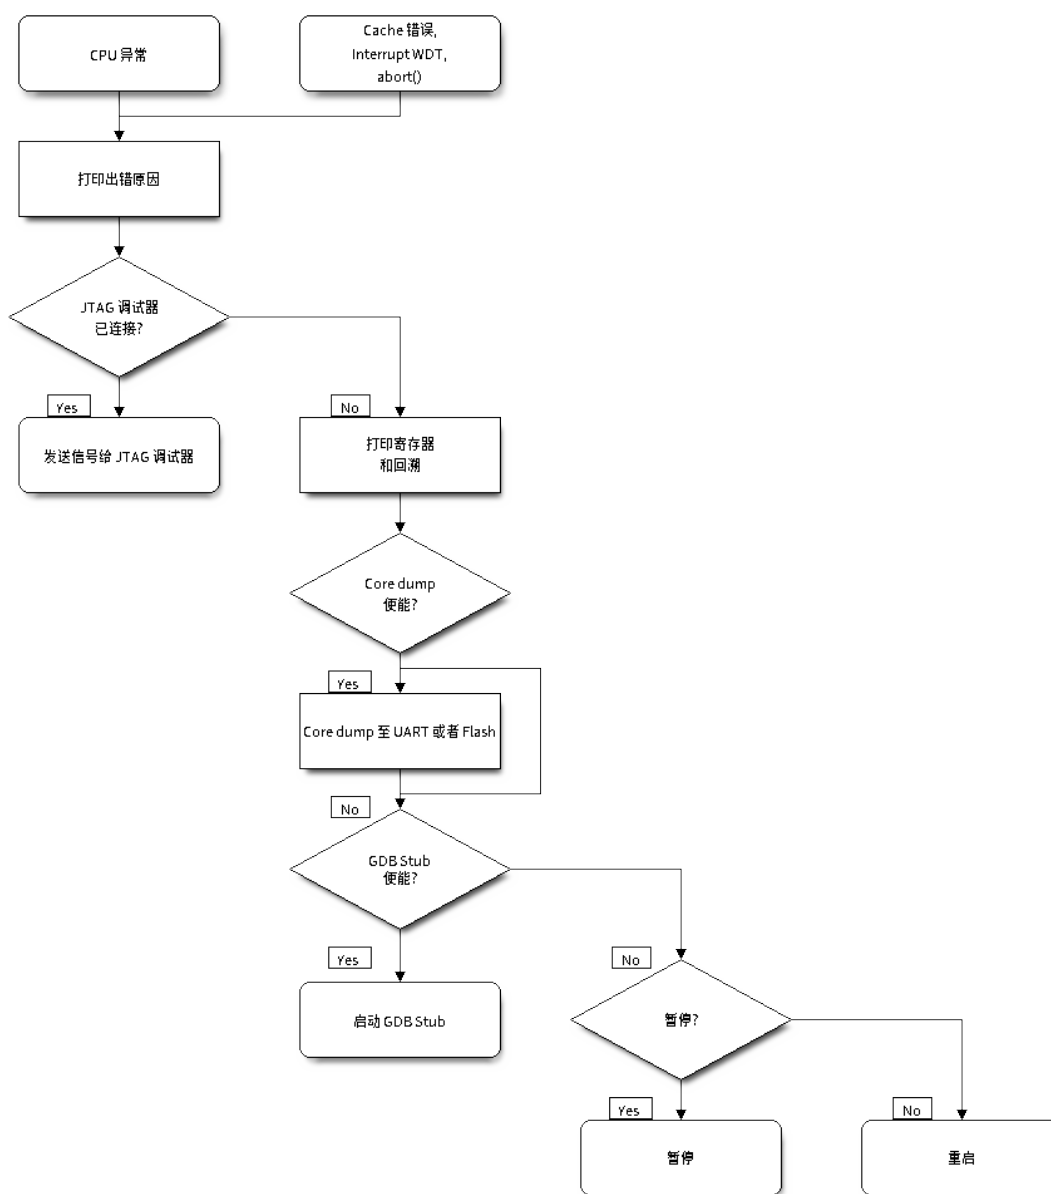 CPU 异常
Cache 错误,
Interrupt WDT,
abort()
打印出错原因
JTAG 调试器
已连接?
Yes
No
发送信号给 JTAG 调试器
打印寄存器
和回溯
Core dump
便能?
Yes
Core dump 至 UART 或者 Flash
No
GDB Stub
便能?
Yes
No
启动 GDB Stub
暂停?
Yes
No
暂停
重启